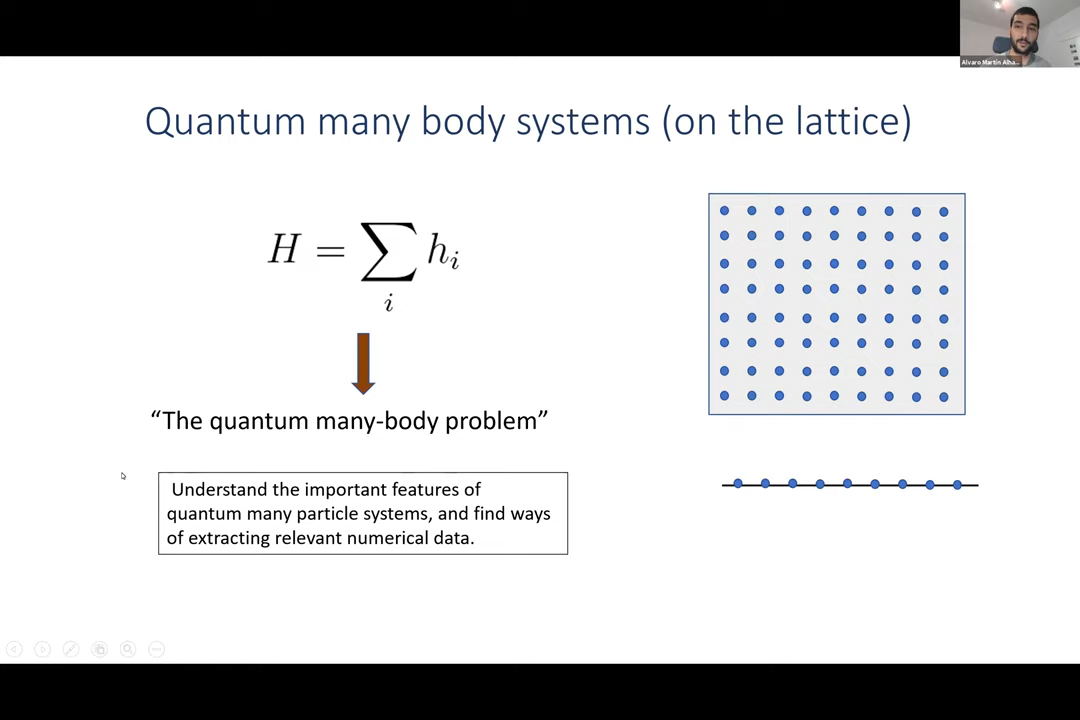 Alvaro Martin Alha...
Quantum many body systems (on the lattice)
H = ∑ h_i
i
“The quantum many-body problem”
Understand the important features of
quantum many particle systems, and find ways
of extracting relevant numerical data.